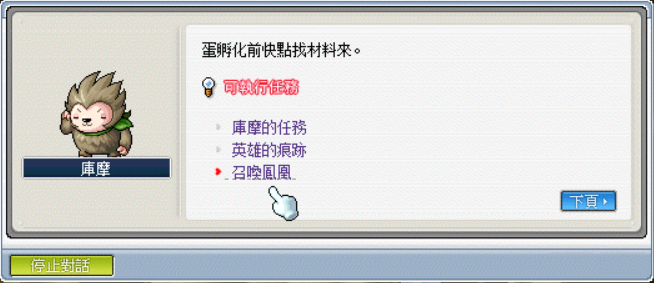 蛋孵化前快點找材料來。
可執行任務
庫摩的任務
英雄的痕跡
召喚鳳凰
庫摩
下頁
停止對話